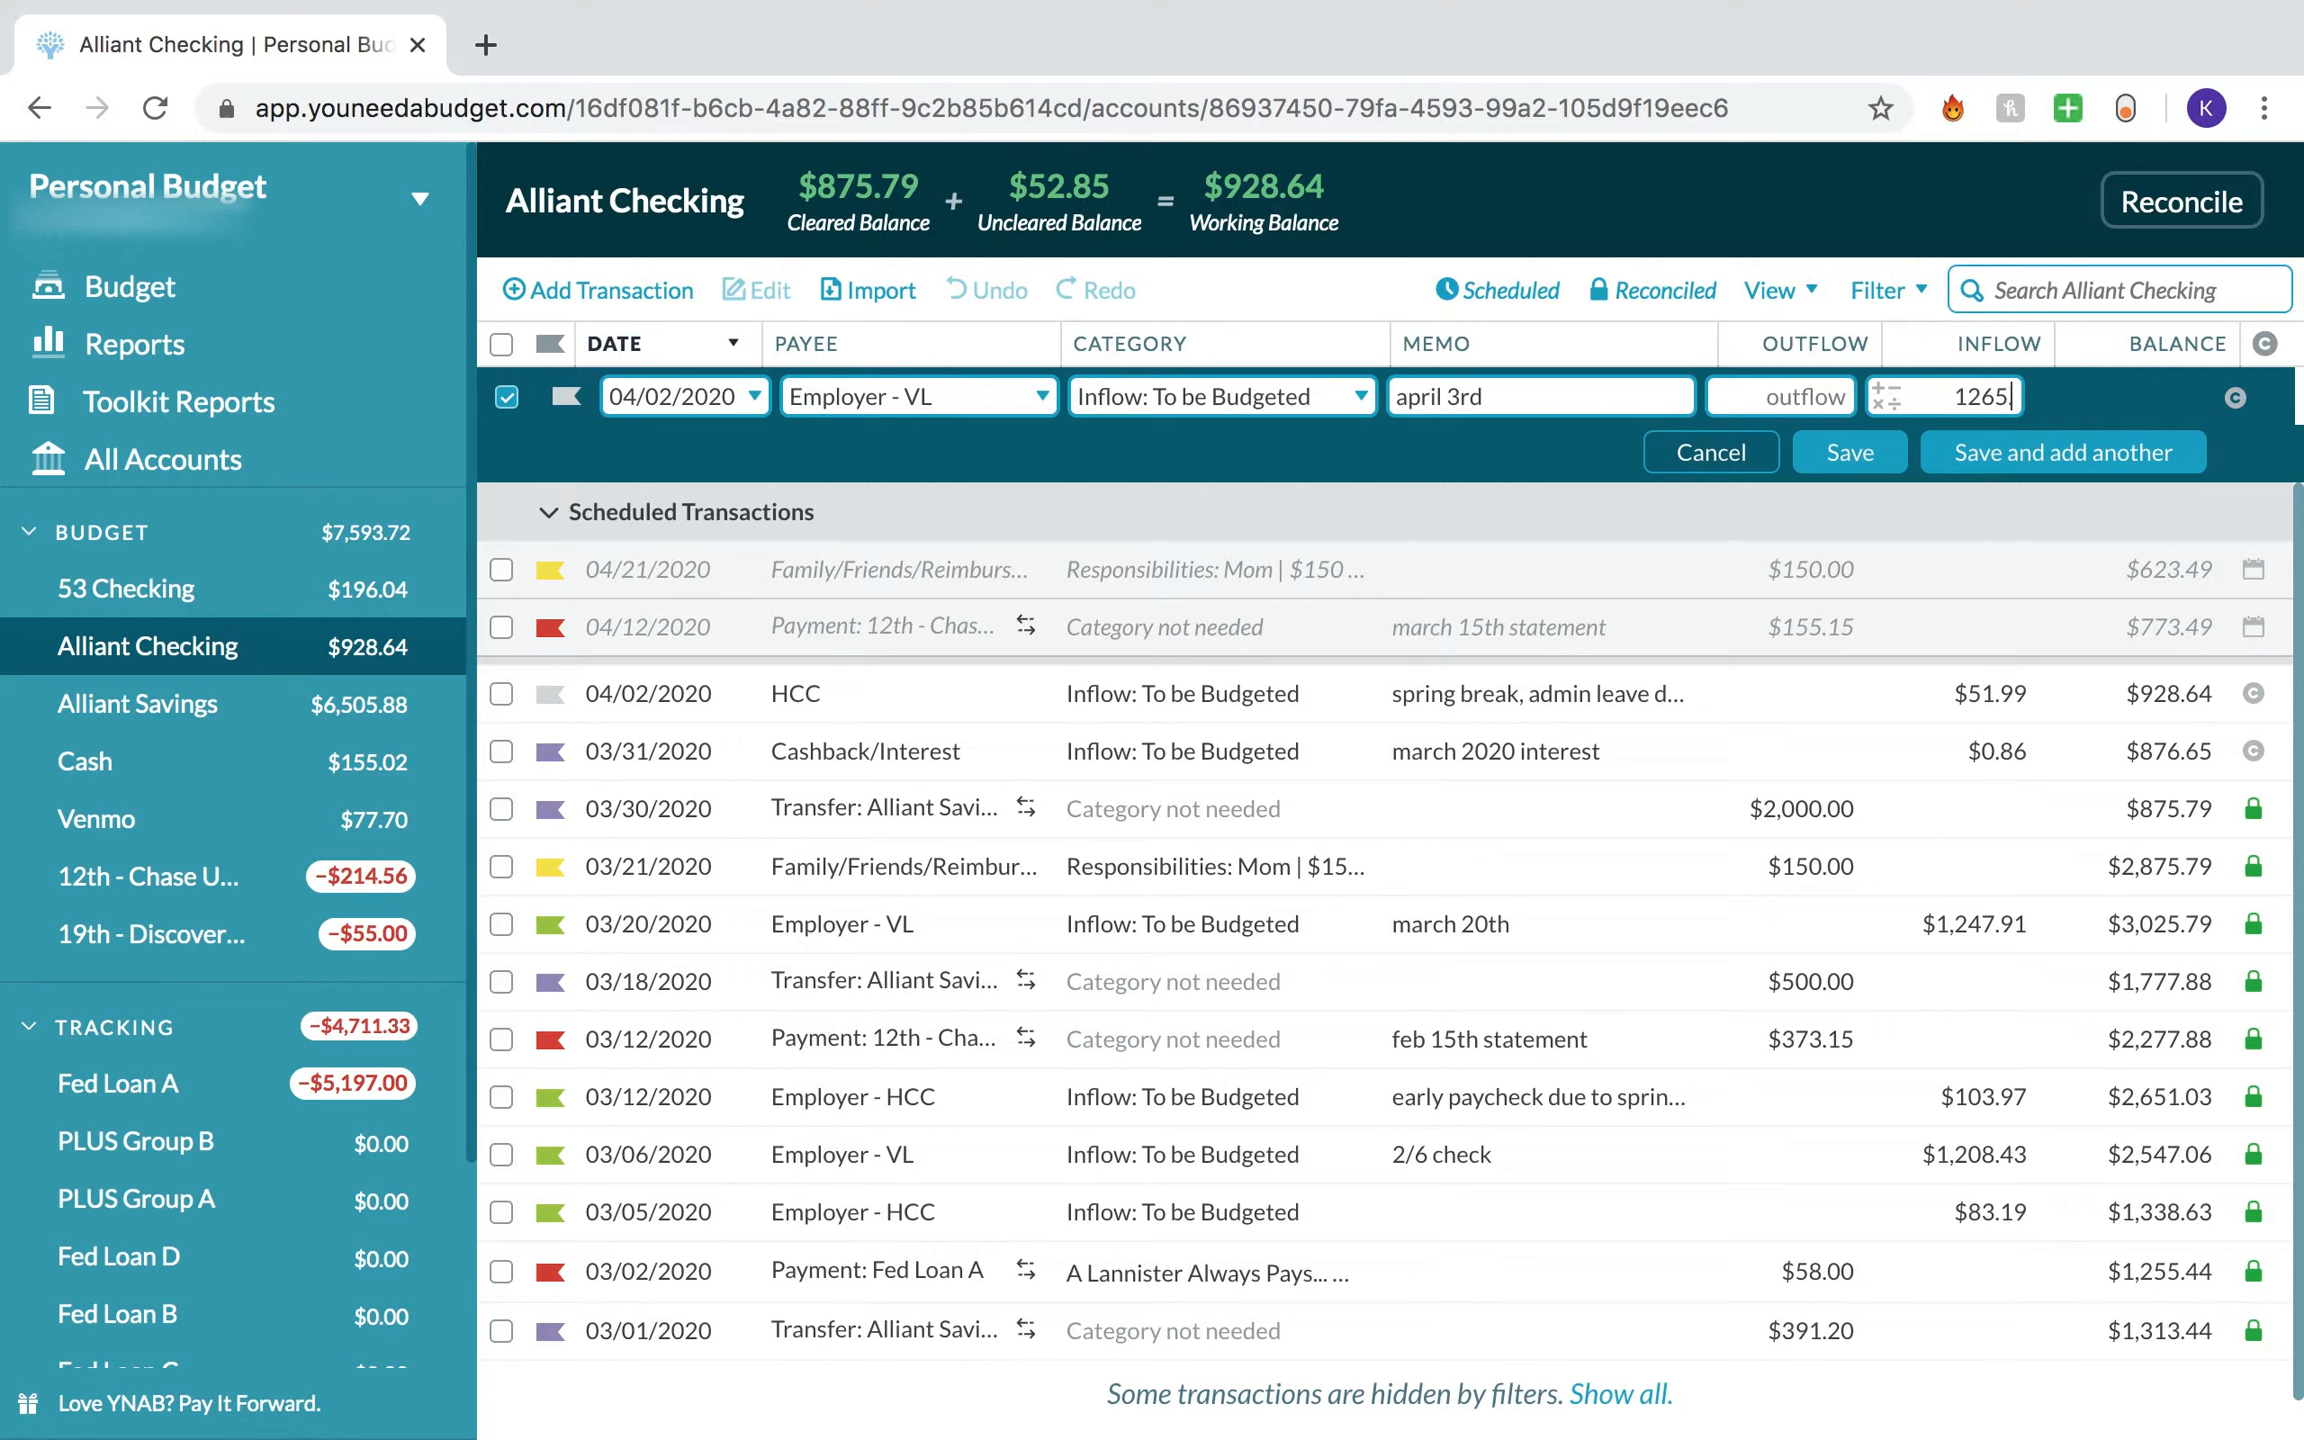 Alliant Checking | Personal Bud
app.youneedabudget.com/16df081f-b6cb-4a82-88ff-9c2b85b614cd/accounts/86937450-79fa-4593-99a2-105d9f19eec6
K
Personal Budget
Budget
Reports
Toolkit Reports
All Accounts
BUDGET $7,593.72
53 Checking $196.04
Alliant Checking $928.64
Alliant Savings $6,505.88
Cash $155.02
Venmo $77.70
12th - Chase U... -$214.56
19th - Discover... -$55.00
TRACKING -$4,711.33
Fed Loan A -$5,197.00
PLUS Group B $0.00
PLUS Group A $0.00
Fed Loan D $0.00
Fed Loan B $0.00
Love YNAB? Pay It Forward.
Alliant Checking
$875.79 + $52.85 = $928.64
Cleared Balance Uncleared Balance Working Balance
Reconcile
Add Transaction Edit Import Undo Redo Scheduled Reconciled View Filter Search Alliant Checking
DATE PAYEE CATEGORY MEMO OUTFLOW INFLOW BALANCE C
04/02/2020 Employer - VL Inflow: To be Budgeted april 3rd outflow 1265. C
Cancel Save Save and add another
Scheduled Transactions
04/21/2020 Family/Friends/Reimburs... Responsibilities: Mom | $150 ... $150.00 $623.49
04/12/2020 Payment: 12th - Chas... Category not needed march 15th statement $155.15 $773.49
04/02/2020 HCC Inflow: To be Budgeted spring break, admin leave d... $51.99 $928.64 C
03/31/2020 Cashback/Interest Inflow: To be Budgeted march 2020 interest $0.86 $876.65 C
03/30/2020 Transfer: Alliant Savi... Category not needed $2,000.00 $875.79
03/21/2020 Family/Friends/Reimbur... Responsibilities: Mom | $15... $150.00 $2,875.79
03/20/2020 Employer - VL Inflow: To be Budgeted march 20th $1,247.91 $3,025.79
03/18/2020 Transfer: Alliant Savi... Category not needed $500.00 $1,777.88
03/12/2020 Payment: 12th - Cha... Category not needed feb 15th statement $373.15 $2,277.88
03/12/2020 Employer - HCC Inflow: To be Budgeted early paycheck due to sprin... $103.97 $2,651.03
03/06/2020 Employer - VL Inflow: To be Budgeted 2/6 check $1,208.43 $2,547.06
03/05/2020 Employer - HCC Inflow: To be Budgeted $83.19 $1,338.63
03/02/2020 Payment: Fed Loan A A Lannister Always Pays... ... $58.00 $1,255.44
03/01/2020 Transfer: Alliant Savi... Category not needed $391.20 $1,313.44
Some transactions are hidden by filters. Show all.